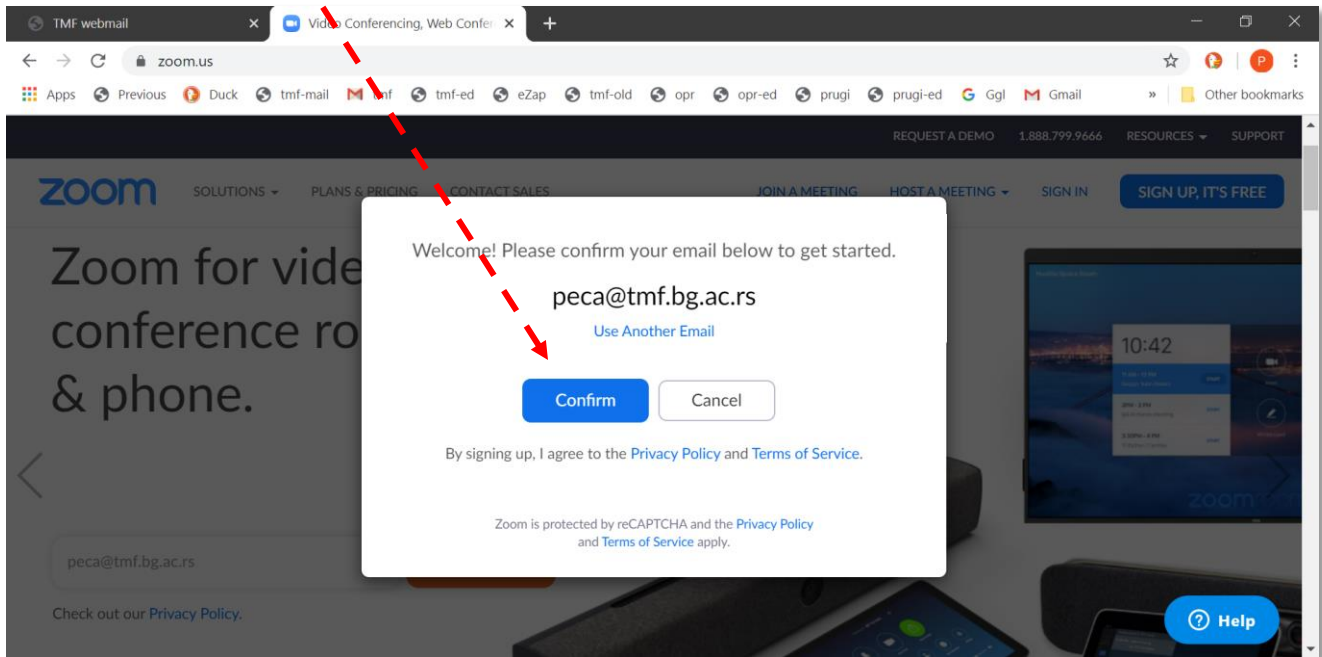 TMF webmail
Video Conferencing, Web Confer
zoom.us
P
Apps Previous Duck tmf-mail tmf-ed eZap tmf-old opr opr-ed prugi prugi-ed Ggl Gmail » Other bookmarks
REQUEST A DEMO 1.888.799.9666 RESOURCES SUPPORT
zoom SOLUTIONS PLANS & PRICING CONTACT SALES JOIN A MEETING HOST A MEETING SIGN IN SIGN UP, IT'S FREE
Zoom for vide
conference ro
& phone.
Welcome! Please confirm your email below to get started.
peca@tmf.bg.ac.rs
Use Another Email
Confirm Cancel
By signing up, I agree to the Privacy Policy and Terms of Service.
Zoom is protected by reCAPTCHA and the Privacy Policy
and Terms of Service apply.
10:42
zoom
peca@tmf.bg.ac.rs
Check out our Privacy Policy.
Help